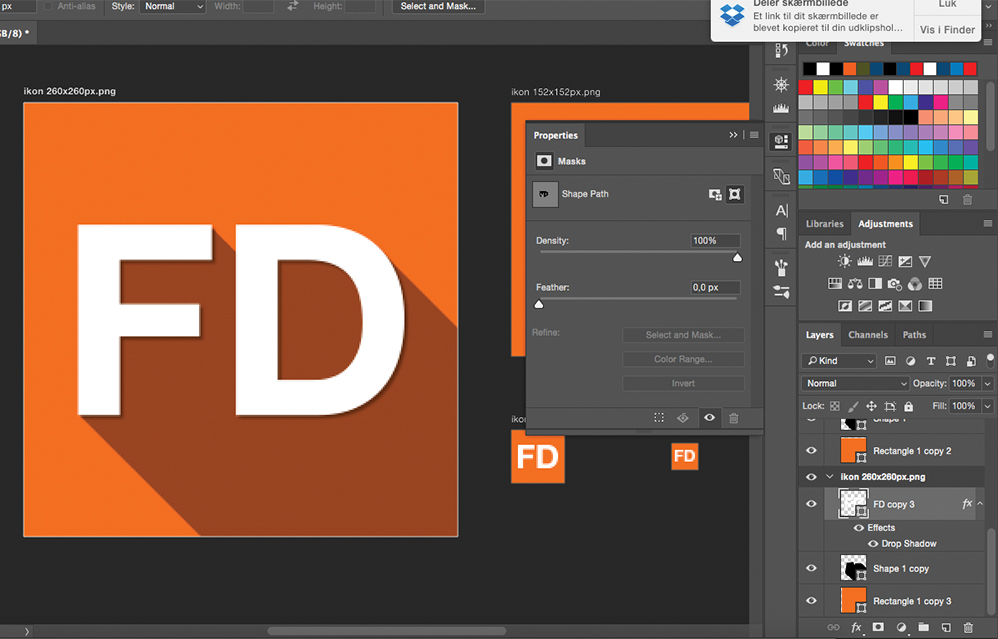 px
Anti-alias
Style:
Normal
Width:
Height:
Select and Mask...
GB/8) *
Deler skærmbillede
Et link til dit skærmbillede er
blevet kopieret til din udklipshol...
Luk
Vis i Finder
ikon 260x260px.png
FD
ikon 152x152px.png
Properties
Masks
Shape Path
Density:
100%
Feather:
0,0 px
Refine:
Select and Mask...
Color Range...
Invert
FD
FD
Color
Swatches
Libraries
Adjustments
Add an adjustment
Layers
Channels
Paths
Kind
Normal
Opacity:
100%
Lock:
Fill:
100%
Shape 1
Rectangle 1 copy 2
ikon 260x260px.png
FD copy 3
fx
Effects
Drop Shadow
Shape 1 copy
Rectangle 1 copy 3
fx